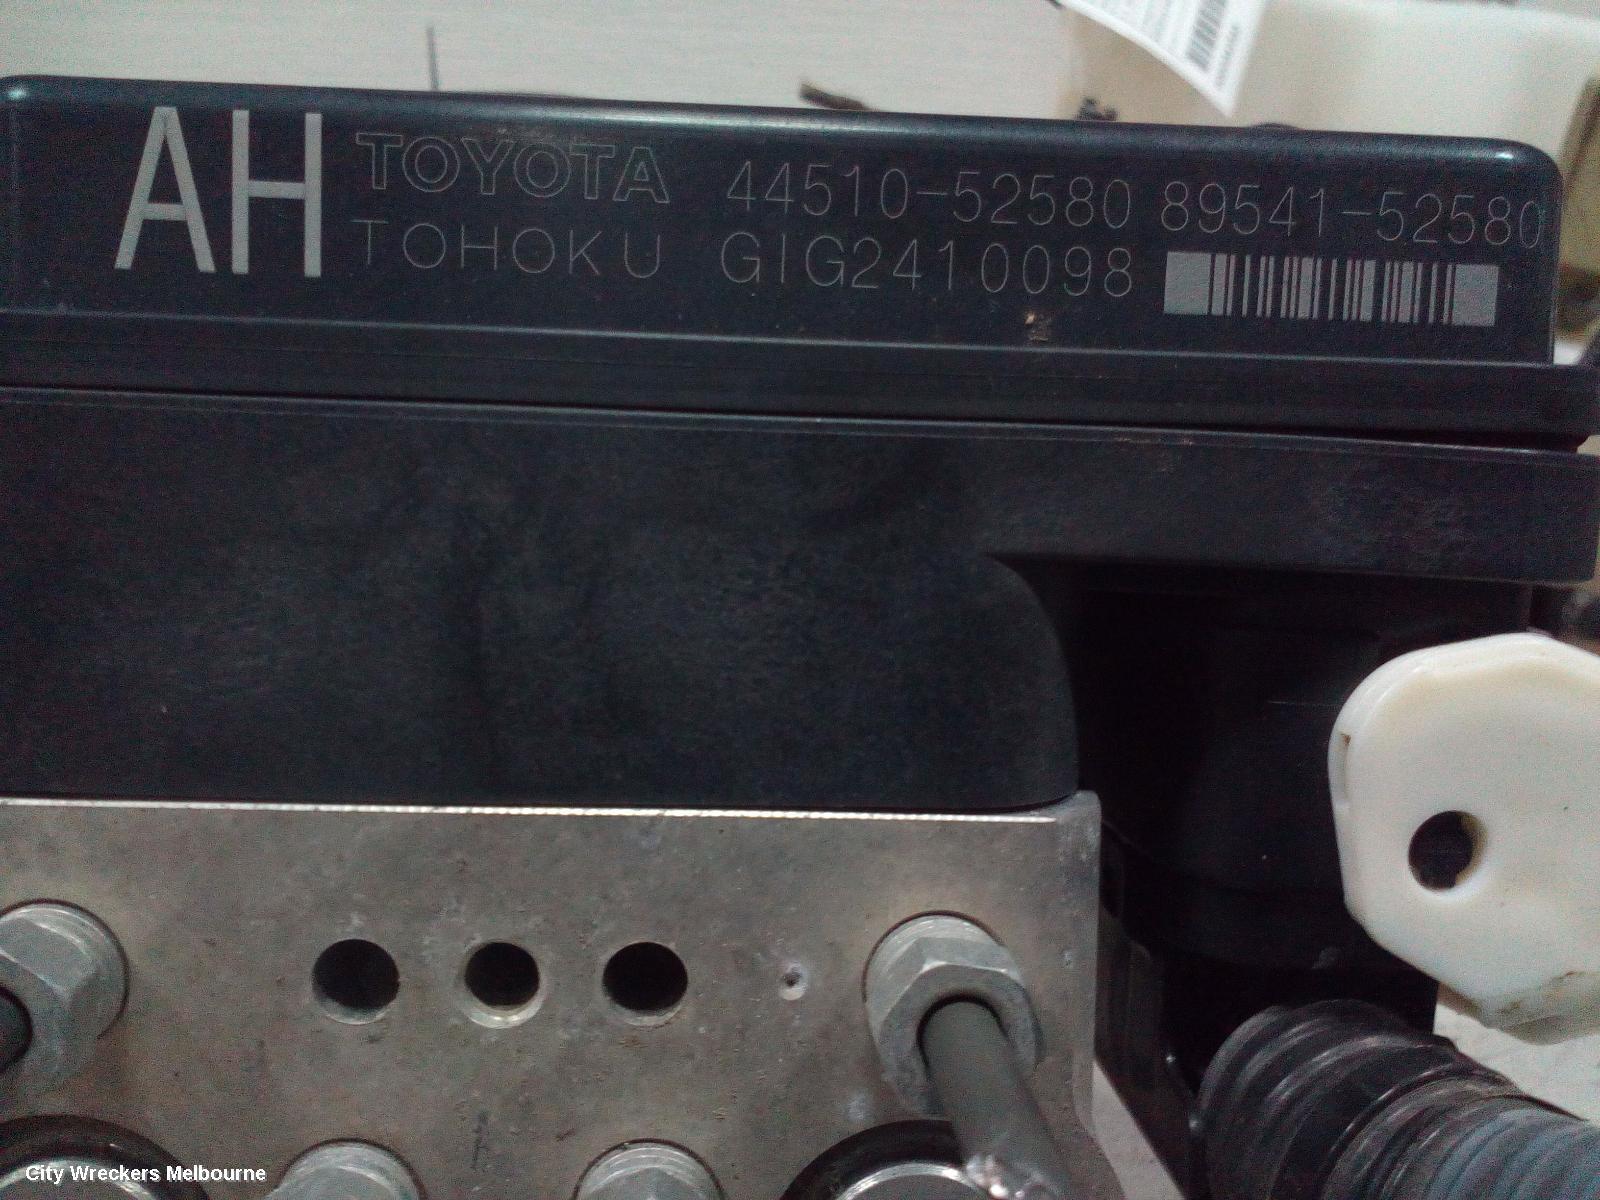 AH TOYOTA 44510-52580 89541-52580
TOHOKU GIG2410098
City Wreckers Melbourne